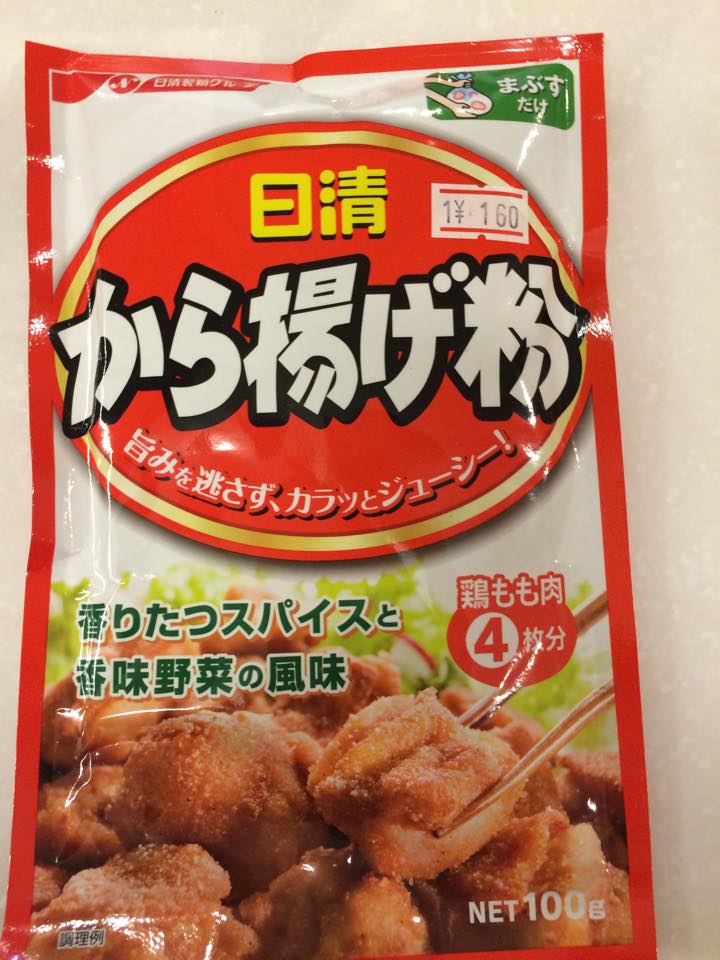 日清製粉グループ
まぶす
だけ
日清
1¥ 160
から揚げ粉
旨みを逃さず、カラッとジューシー!
香りたつスパイスと
香味野菜の風味
鶏もも肉
4枚分
NET100g
調理例